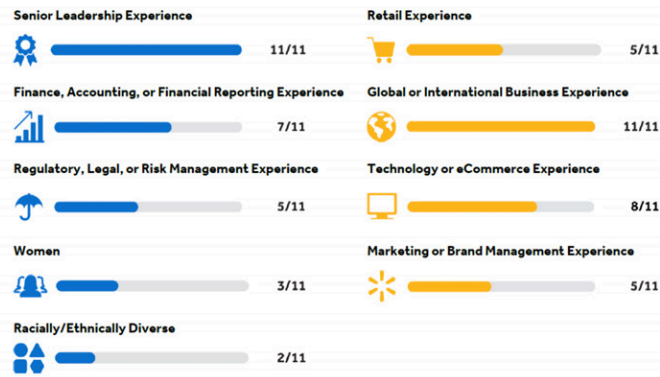 Senior Leadership Experience
11/11
Finance, Accounting, or Financial Reporting Experience
7/11
Regulatory, Legal, or Risk Management Experience
5/11
Women
3/11
Racially/Ethnically Diverse
2/11
Retail Experience
5/11
Global or International Business Experience
11/11
Technology or eCommerce Experience
8/11
Marketing or Brand Management Experience
5/11